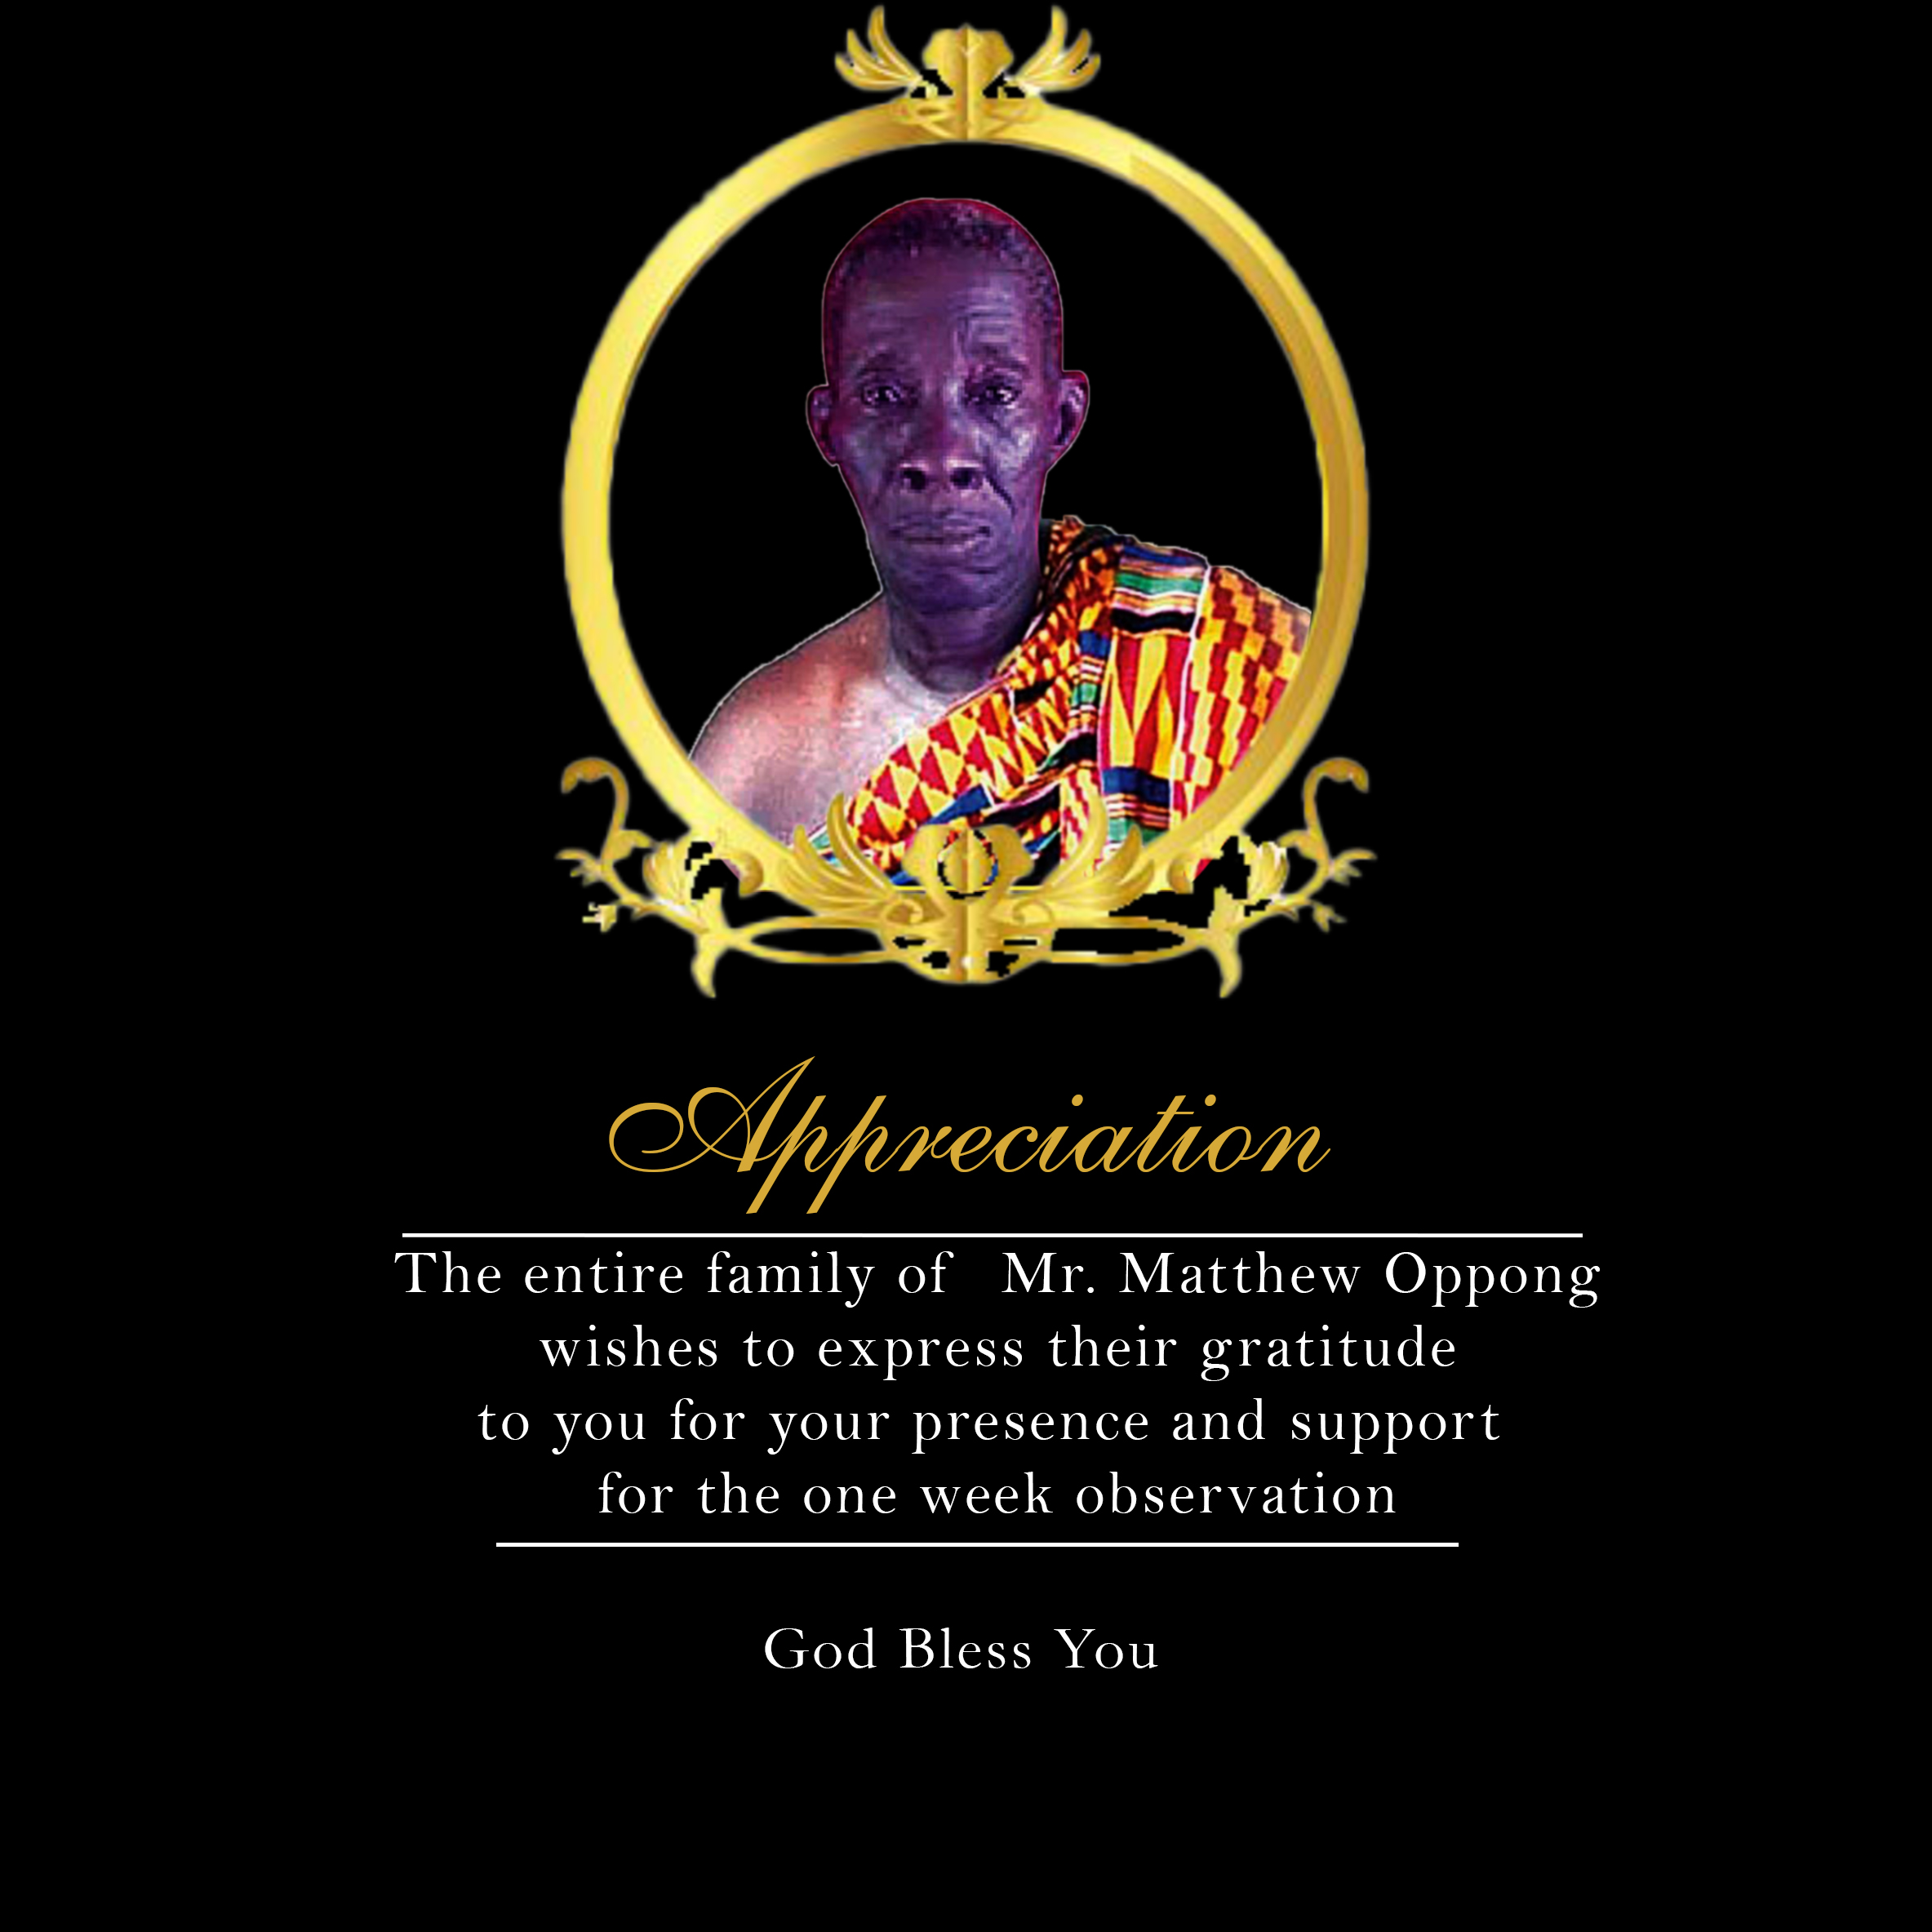 Appreciation
The entire family of Mr. Matthew Oppong
wishes to express their gratitude
to you for your presence and support
for the one week observation
God Bless You